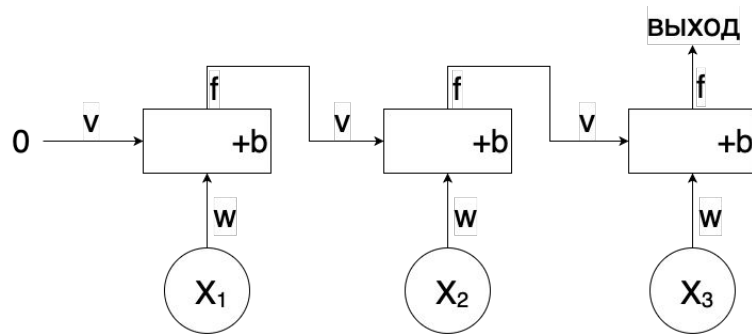 ВЫХОД
f f f
0 v v v
+b +b +b
w w w
X₁ X₂ X₃